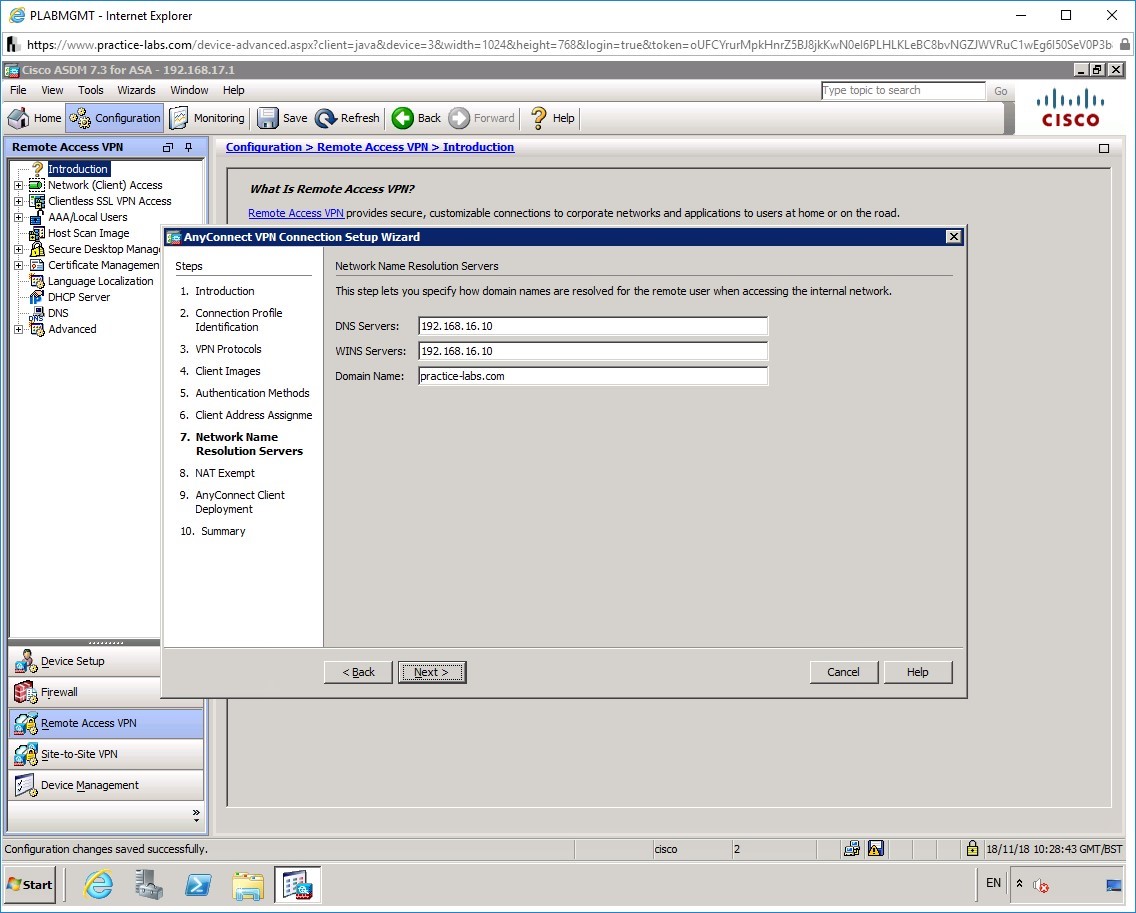 PLABMGMT - Internet Explorer
https://www.practice-labs.com/device-advanced.aspx?client=java&device=3&width=1024&height=768&login=true&token=
Cisco ASDM 7.3 for ASA - 192.168.17.1
File View Tools Wizards Window Help
Type topic to search
Go
Home Configuration Monitoring Save Refresh Back Forward Help
CISCO
Remote Access VPN
Configuration > Remote Access VPN > Introduction
Introduction
Network (Client) Access
Clientless SSL VPN Access
AAA/Local Users
Host Scan Image
Secure Desktop Manag
Certificate Managemen
Language Localization
DHCP Server
DNS
Advanced
What Is Remote Access VPN?
Remote Access VPN provides secure, customizable connections to corporate networks and applications to users at home or on the road.
AnyConnect VPN Connection Setup Wizard
Steps
1. Introduction
2. Connection Profile
Identification
3. VPN Protocols
4. Client Images
5. Authentication Methods
6. Client Address Assignme
7. Network Name
Resolution Servers
8. NAT Exempt
9. AnyConnect Client
Deployment
10. Summary
Network Name Resolution Servers
This step lets you specify how domain names are resolved for the remote user when accessing the internal network.
DNS Servers: 192.168.16.10
WINS Servers: 192.168.16.10
Domain Name: practice-labs.com
< Back Next > Cancel Help
Device Setup
Firewall
Remote Access VPN
Site-to-Site VPN
Device Management
Configuration changes saved successfully.
cisco
2
18/11/18 10:28:43 GMT/BST
Start
EN